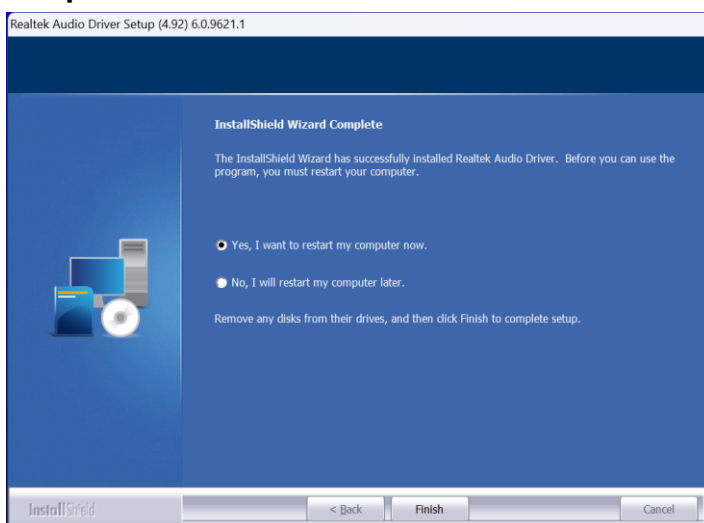 Realtek Audio Driver Setup (4.92) 6.0.9621.1
InstallShield Wizard Complete
The InstallShield Wizard has successfully installed Realtek Audio Driver. Before you can use the
program, you must restart your computer.
Yes, I want to restart my computer now.
No, I will restart my computer later.
Remove any disks from their drives, and then click Finish to complete setup.
InstallShield
< Back
Finish
Cancel